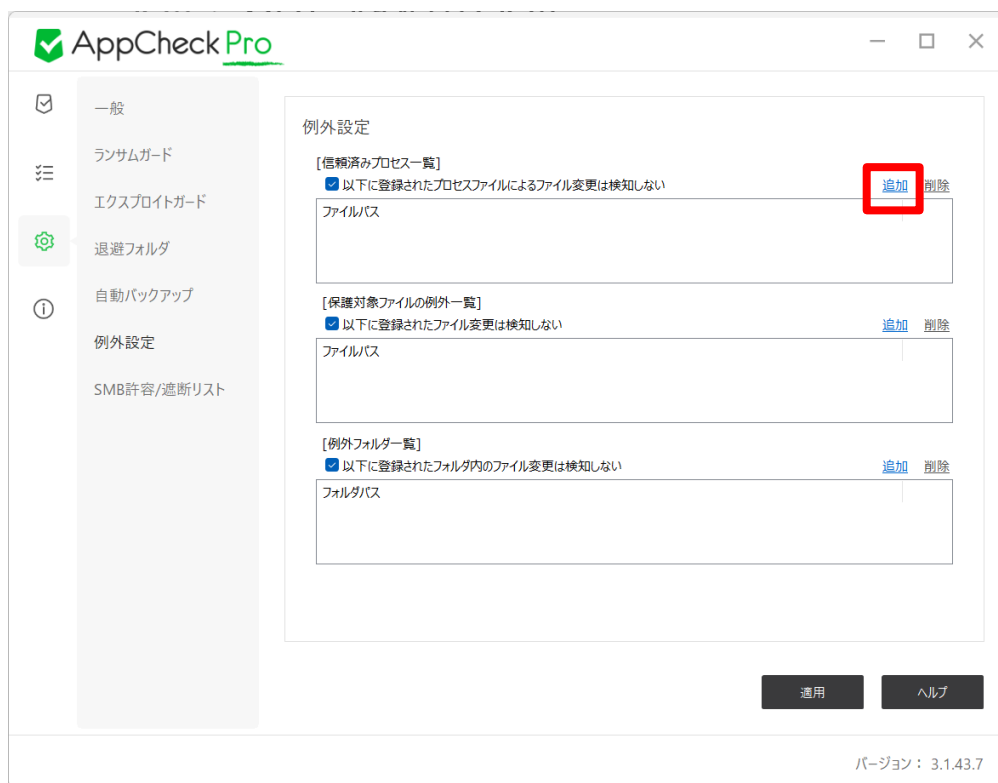 AppCheck Pro
一般
ランサムガード
エクスプロイトガード
退避フォルダ
自動バックアップ
例外設定
SMB許容/遮断リスト
例外設定
[信頼済みプロセス一覧]
以下に登録されたプロセスファイルによるファイル変更は検知しない 追加 削除
ファイルパス
[保護対象ファイルの例外一覧]
以下に登録されたファイル変更は検知しない 追加 削除
ファイルパス
[例外フォルダ一覧]
以下に登録されたフォルダ内のファイル変更は検知しない 追加 削除
フォルダパス
適用 ヘルプ
バージョン： 3.1.43.7